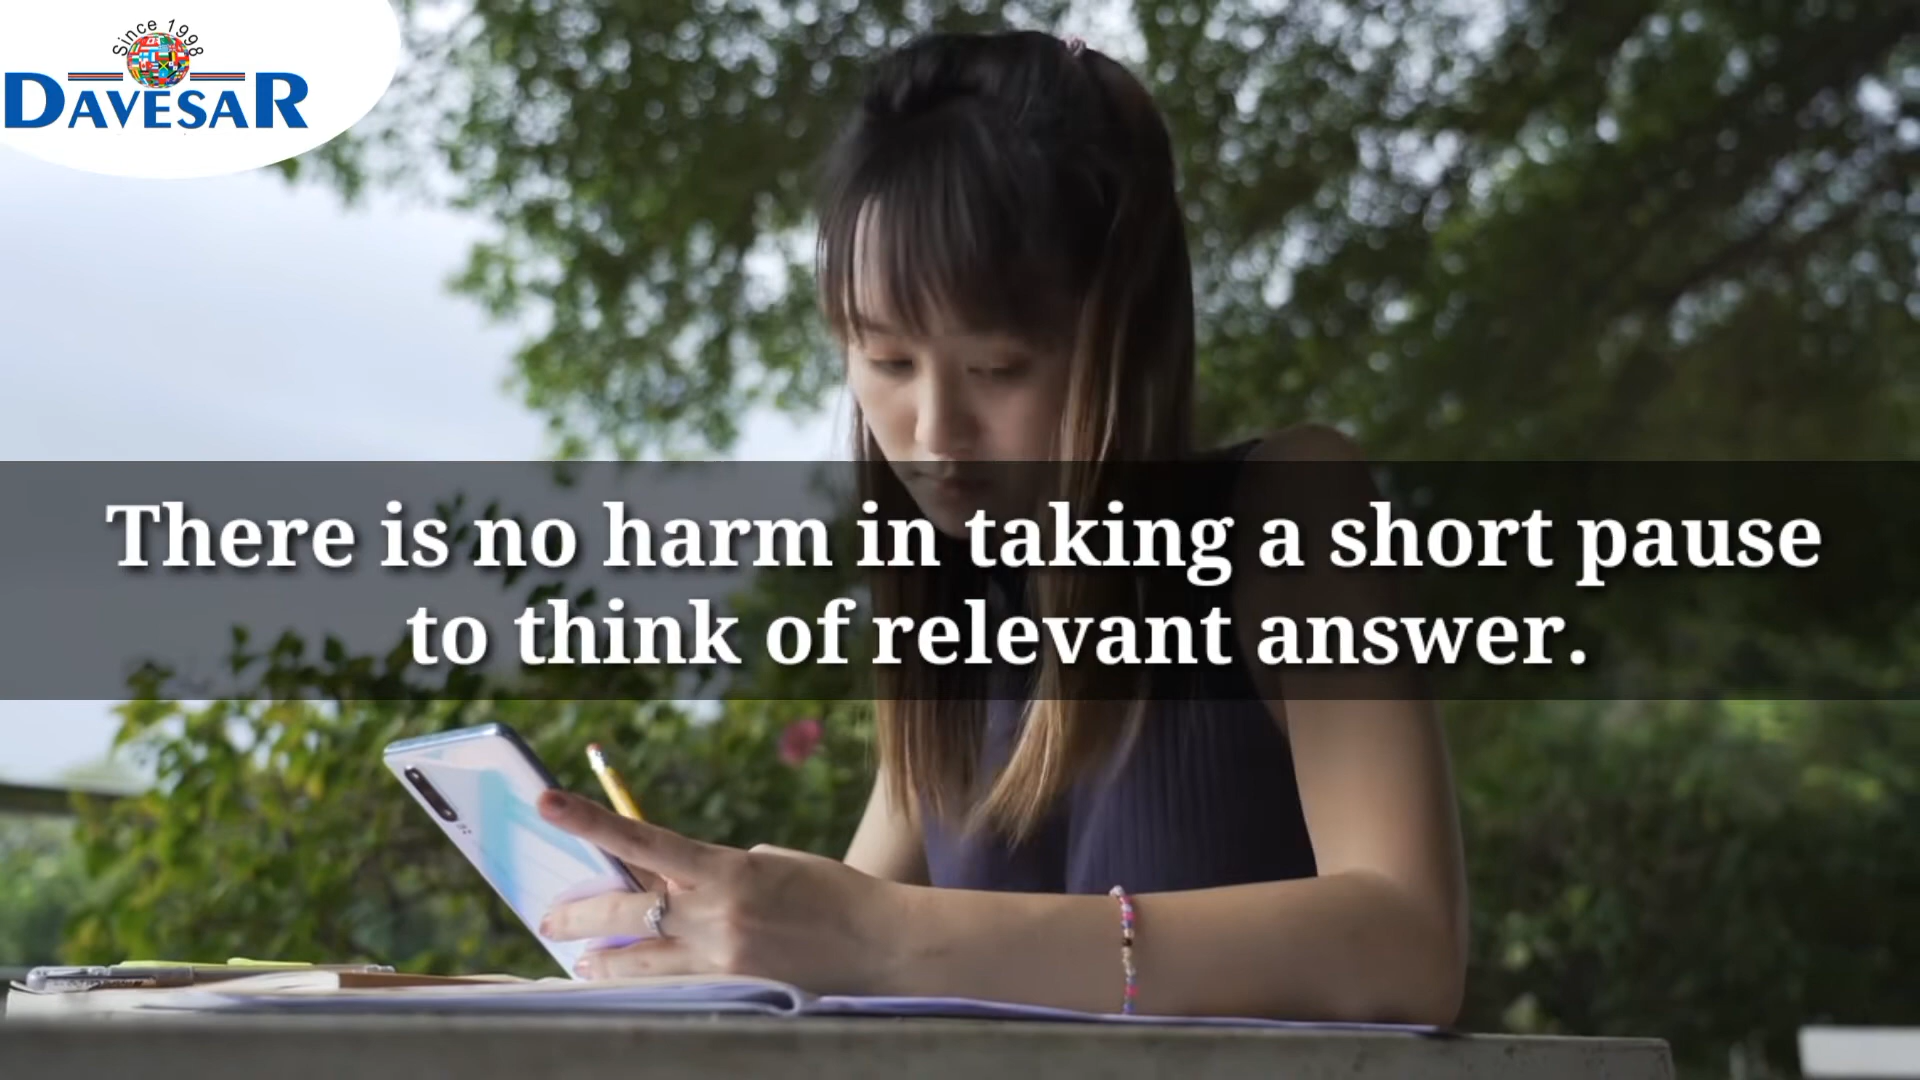 Since 1998
DAVESAR
There is no harm in taking a short pause
to think of relevant answer.